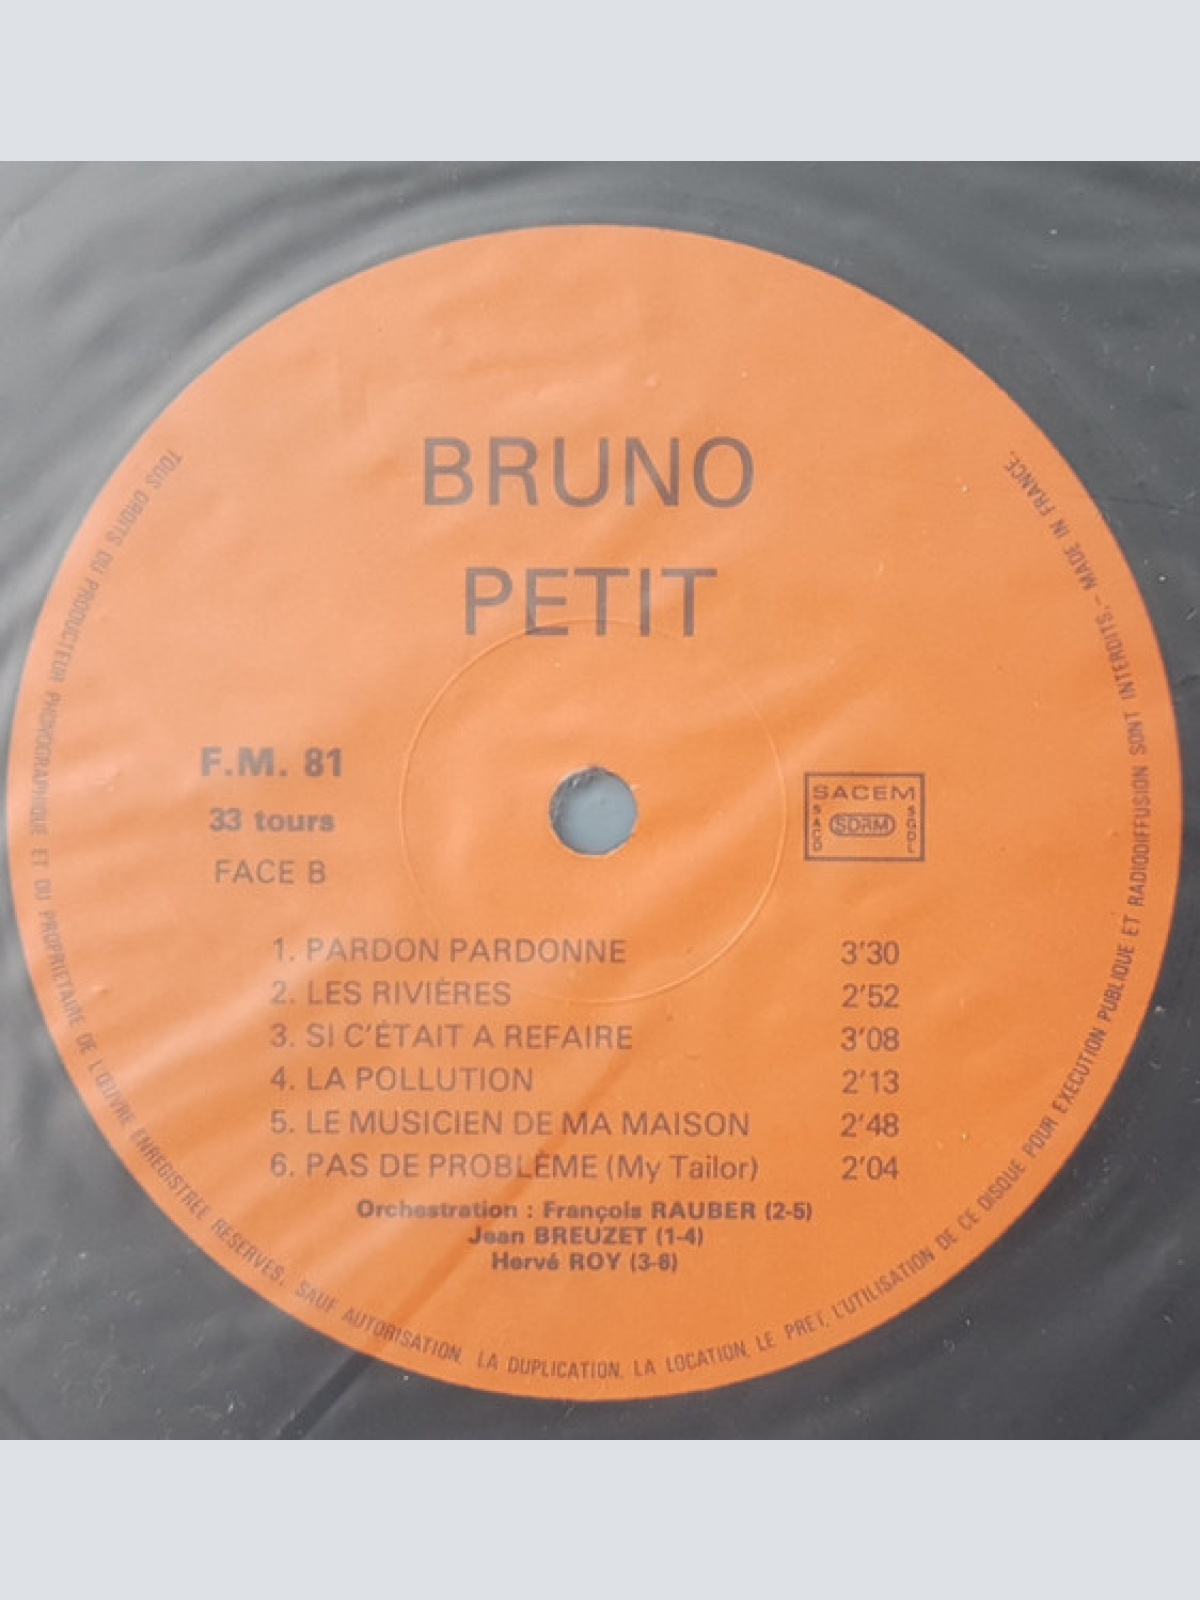 BRUNO
PETIT
F.M. 81
33 tours
FACE B
SACEM
SACD SDRM SGDL
1. PARDON PARDONNE 3'30
2. LES RIVIÈRES 2'52
3. SI C'ÉTAIT A REFAIRE 3'08
4. LA POLLUTION 2'13
5. LE MUSICIEN DE MA MAISON 2'48
6. PAS DE PROBLEME (My Tailor) 2'04
Orchestration : François RAUBER (2-5)
Jean BREUZET (1-4)
Hervé ROY (3-6)
TOUS DROITS DU PRODUCTEUR PHONOGRAPHIQUE ET DU PROPRIETAIRE DE L'ŒUVRE ENREGISTREE RESERVES. SAUF AUTORISATION, LA DUPLICATION, LA LOCATION, LE PRET, L'UTILISATION DE CE DISQUE POUR EXECUTION PUBLIQUE ET RADIODIFFUSION SONT INTERDITS. - MADE IN FRANCE.